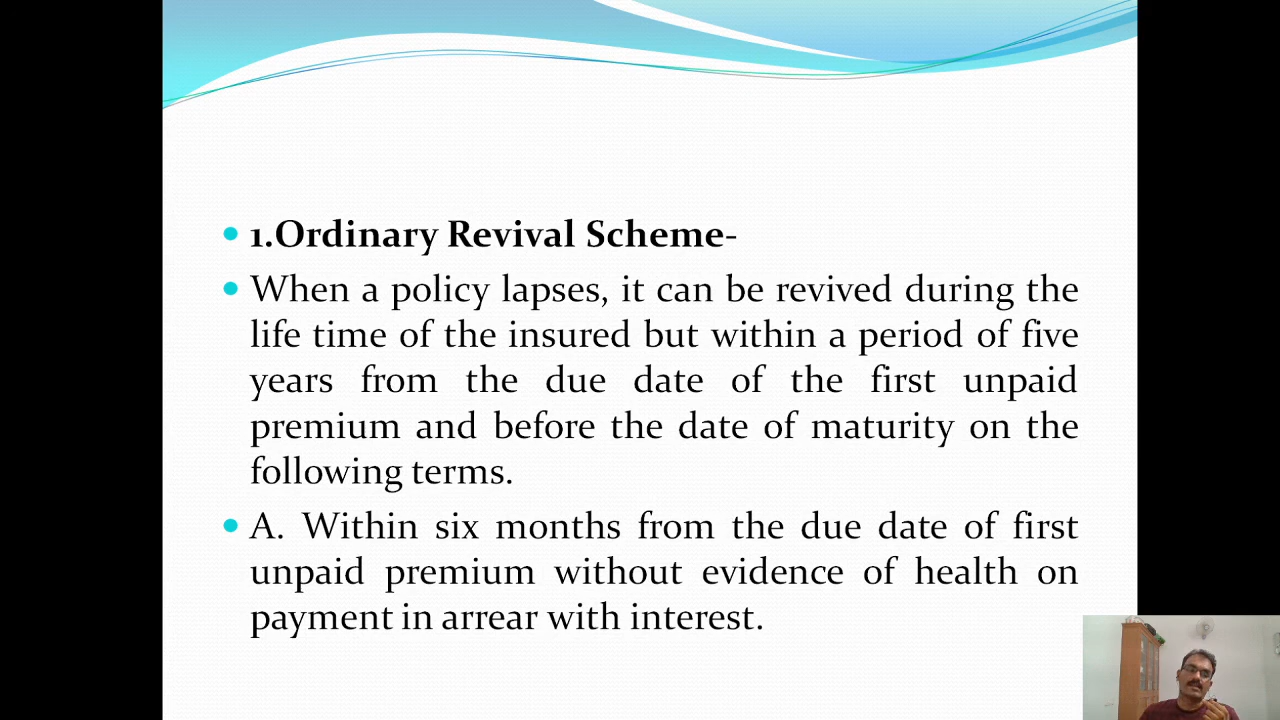 • 1.Ordinary Revival Scheme-
• When a policy lapses, it can be revived during the
life time of the insured but within a period of five
years from the due date of the first unpaid
premium and before the date of maturity on the
following terms.
• A. Within six months from the due date of first
unpaid premium without evidence of health on
payment in arrear with interest.